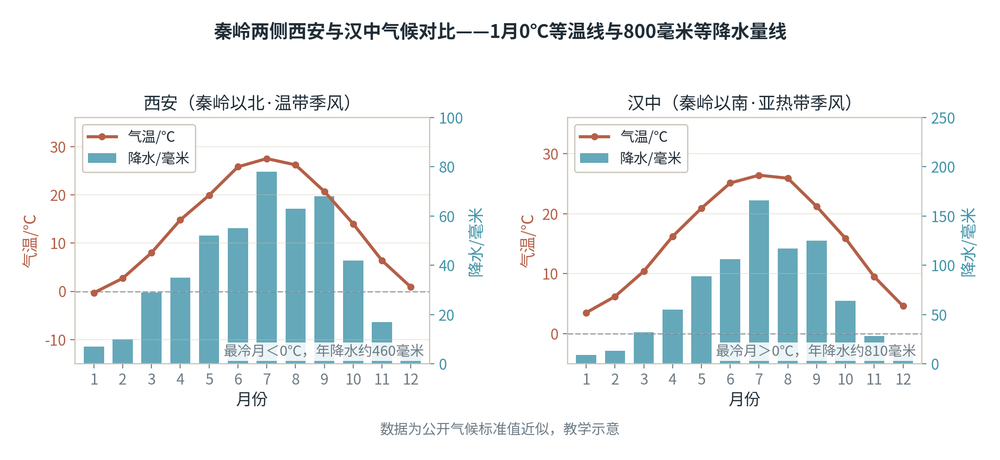 秦岭两侧西安与汉中气候对比——1月0℃等温线与800毫米等降水量线
西安（秦岭以北·温带季风）
气温/℃
降水/毫米
30
20
10
0
-10
气温/℃
100
80
60
40
20
0
降水/毫米
最冷月＜0℃，年降水约460毫米
1 2 3 4 5 6 7 8 9 10 11 12
月份
汉中（秦岭以南·亚热带季风）
气温/℃
降水/毫米
30
20
10
0
气温/℃
250
200
150
100
50
0
降水/毫米
最冷月＞0℃，年降水约810毫米
1 2 3 4 5 6 7 8 9 10 11 12
月份
数据为公开气候标准值近似，教学示意